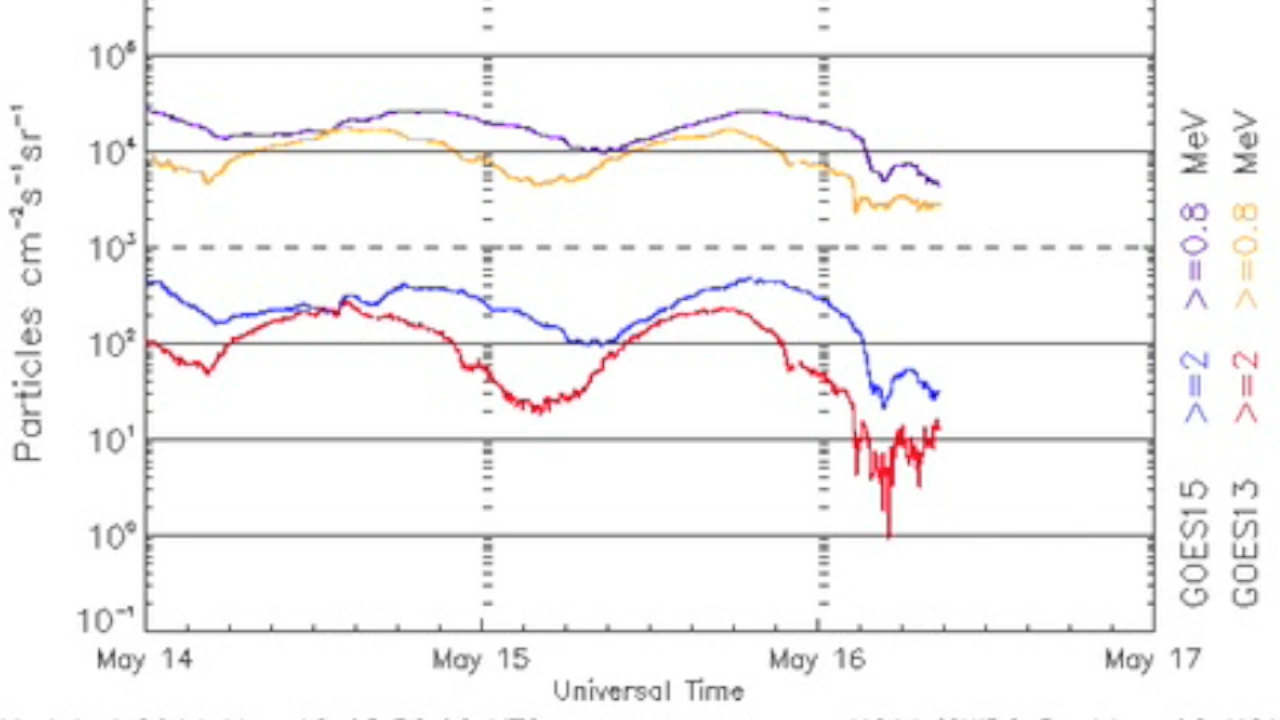 Particles cm⁻²s⁻¹sr⁻¹
10⁴
10³
10²
10¹
10⁰
10⁻¹
May 14
May 15
May 16
May 17
Universal Time
GOES15 >=2 >=0.8 MeV
GOES13 >=2 >=0.8 MeV